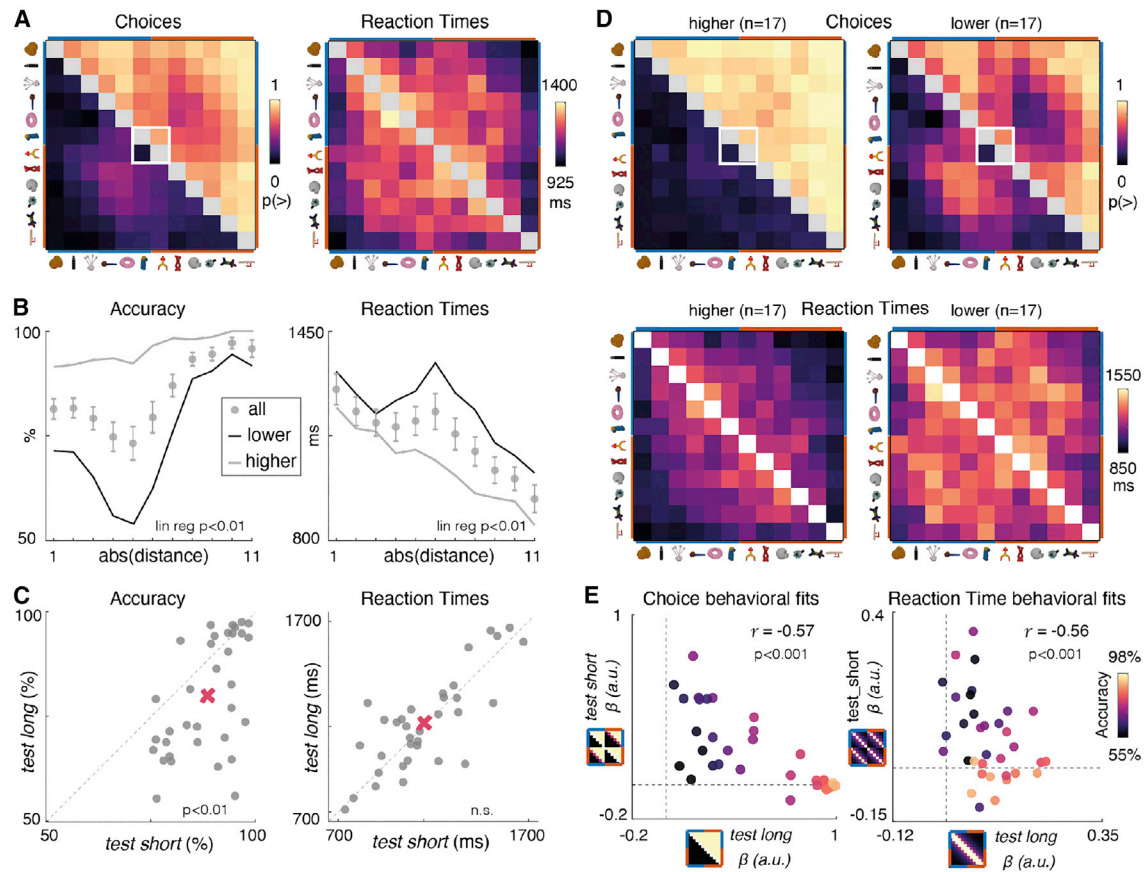 A
Choices
Reaction Times
1
0
p(>)
1400
925
ms
B
Accuracy
Reaction Times
100
%
50
all
lower
higher
lin reg p<0.01
1
abs(distance)
11
1450
ms
800
lin reg p<0.01
1
abs(distance)
11
C
Accuracy
Reaction Times
100
test long (%)
50
p<0.01
50
test short (%)
100
1700
test long (ms)
700
n.s.
700
test short (ms)
1700
D
higher (n=17)
Choices
lower (n=17)
1
0
p(>)
higher (n=17)
Reaction Times
lower (n=17)
1550
850
ms
E
Choice behavioral fits
Reaction Time behavioral fits
1
test short
β (a.u.)
-0.2
r = -0.57
p<0.001
-0.2
test long
β (a.u.)
1
0.4
test_short
β (a.u.)
-0.15
r = -0.56
p<0.001
-0.12
test long
β (a.u.)
0.35
98%
Accuracy
55%